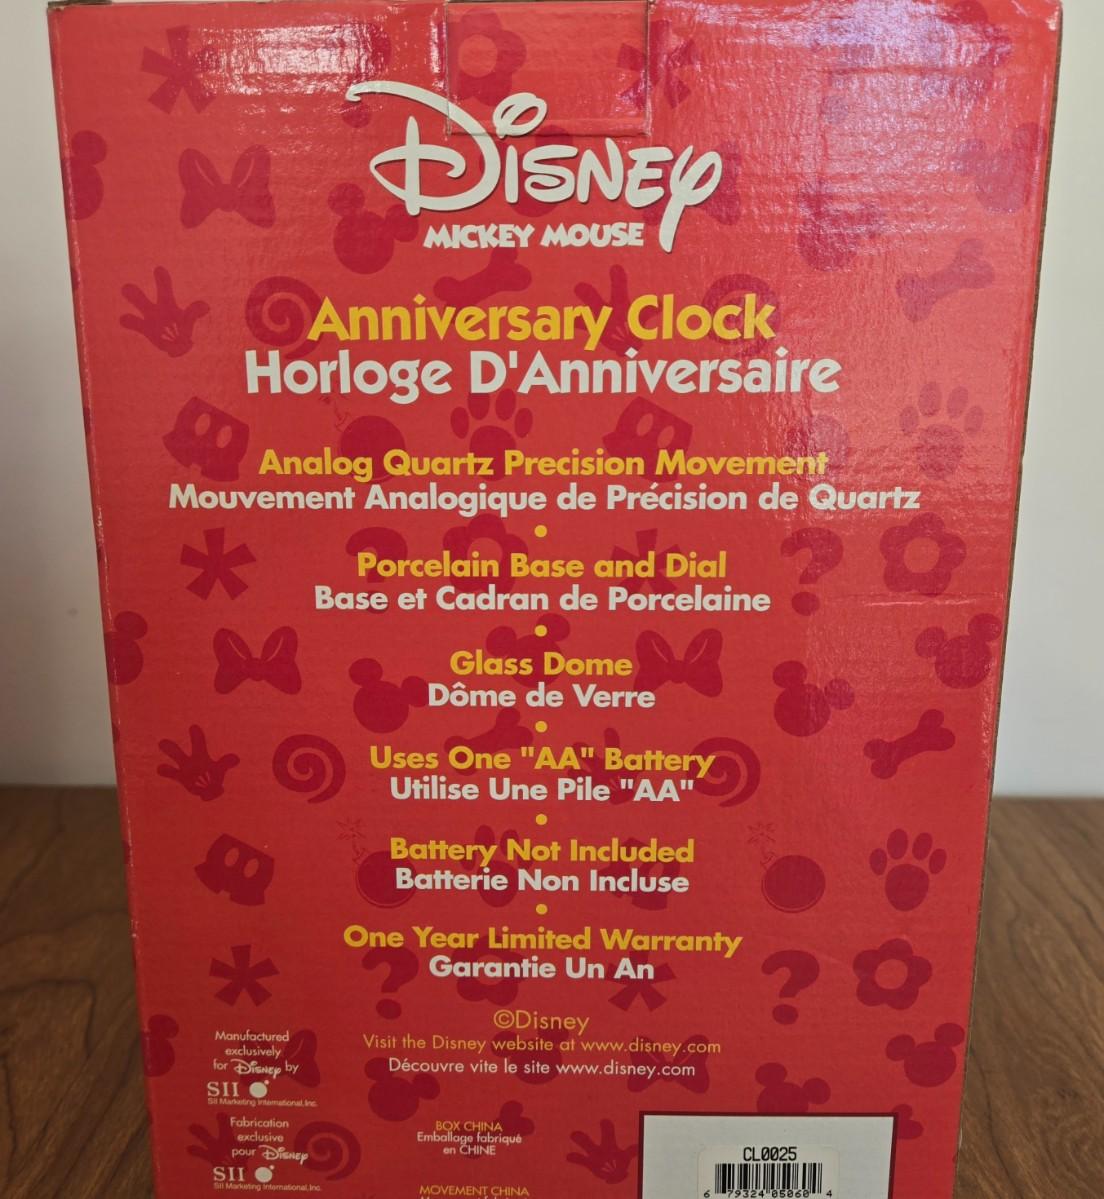 Disney
MICKEY MOUSE
Anniversary Clock
Horloge D'Anniversaire
Analog Quartz Precision Movement
Mouvement Analogique de Précision de Quartz
Porcelain Base and Dial
Base et Cadran de Porcelaine
Glass Dome
Dôme de Verre
Uses One "AA" Battery
Utilise Une Pile "AA"
Battery Not Included
Batterie Non Incluse
One Year Limited Warranty
Garantie Un An
©Disney
Visit the Disney website at www.disney.com
Découvre vite le site www.disney.com
Manufactured
exclusively
for Disney by
SII
SII Marketing International, Inc.
Fabrication
exclusive
pour Disney
SII
SII Marketing International, Inc.
BOX CHINA
Emballage fabriqué
en CHINE
MOVEMENT CHINA
CL0025
6 79324 05060 4